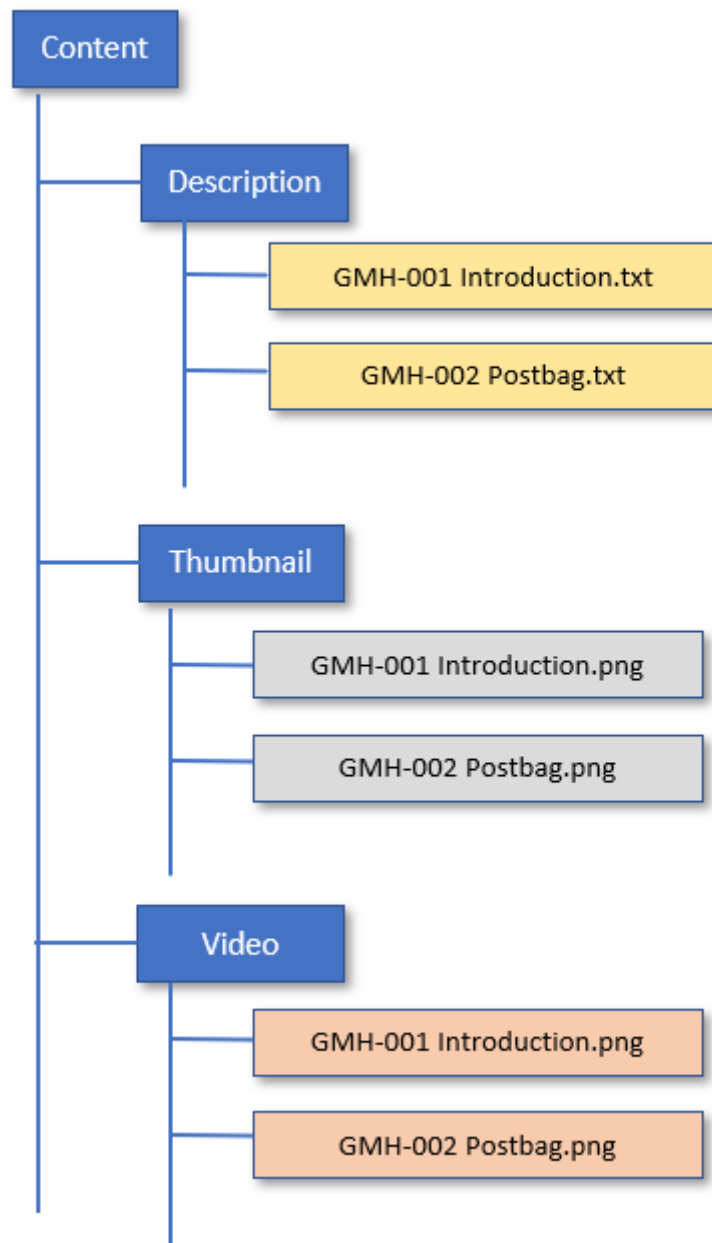 Content
Description
GMH-001 Introduction.txt
GMH-002 Postbag.txt
Thumbnail
GMH-001 Introduction.png
GMH-002 Postbag.png
Video
GMH-001 Introduction.png
GMH-002 Postbag.png